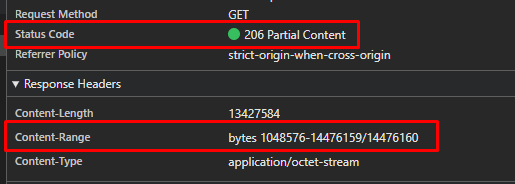 Request Method GET
Status Code 206 Partial Content
Referrer Policy strict-origin-when-cross-origin
▼ Response Headers
Content-Length 13427584
Content-Range bytes 1048576-14476159/14476160
Content-Type application/octet-stream